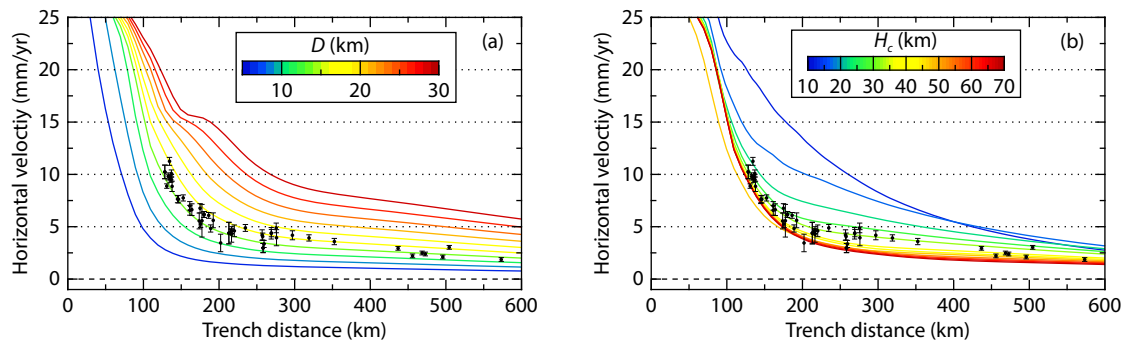 25
20
15
10
5
0
0 100 200 300 400 500 600
Horizontal veloctiy (mm/yr)
Trench distance (km)
D (km)
10 20 30
(a)
25
20
15
10
5
0
0 100 200 300 400 500 600
Horizontal veloctiy (mm/yr)
Trench distance (km)
Hc (km)
10 20 30 40 50 60 70
(b)